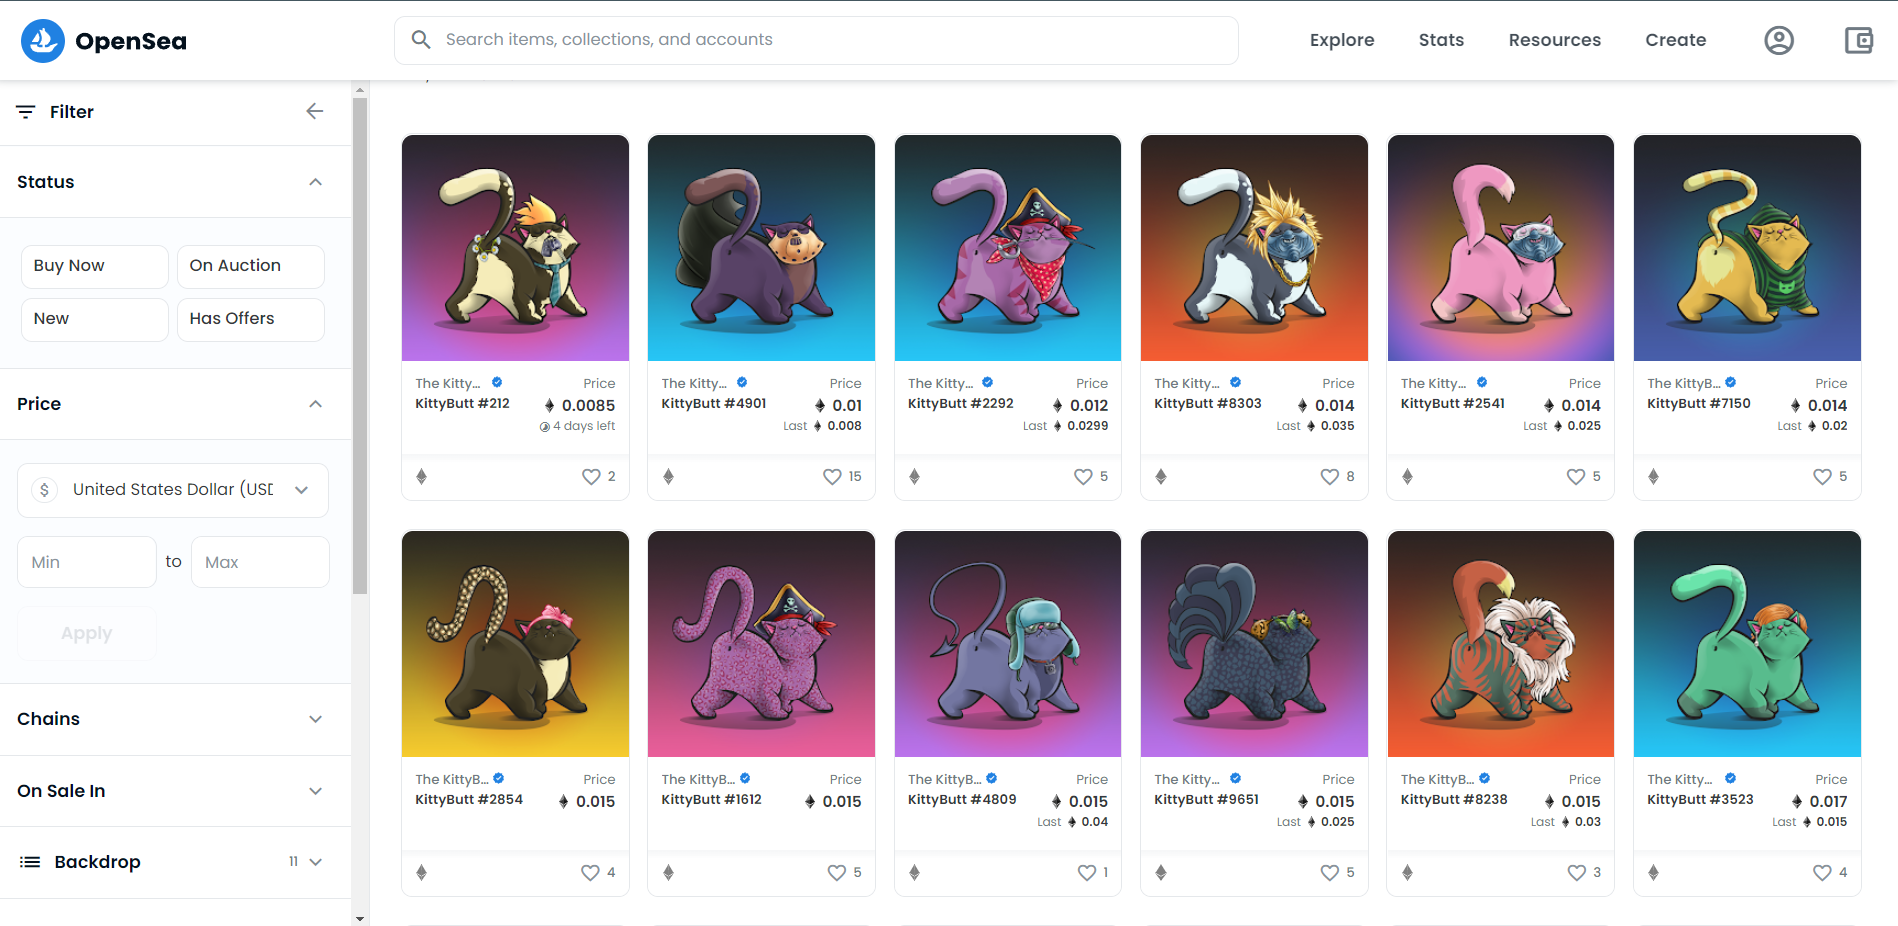 OpenSea
Search items, collections, and accounts
Explore
Stats
Resources
Create
Filter
Status
Buy Now
On Auction
New
Has Offers
Price
$ United States Dollar (USD
Min
to
Max
Apply
Chains
On Sale In
Backdrop
11
The Kitty... Price
KittyButt #212 0.0085
4 days left
2
The Kitty... Price
KittyButt #4901 0.01
Last 0.008
15
The Kitty... Price
KittyButt #2292 0.012
Last 0.0299
5
The Kitty... Price
KittyButt #8303 0.014
Last 0.035
8
The Kitty... Price
KittyButt #2541 0.014
Last 0.025
5
The KittyB... Price
KittyButt #7150 0.014
Last 0.02
5
The KittyB... Price
KittyButt #2854 0.015
4
The KittyB... Price
KittyButt #1612 0.015
5
The KittyB... Price
KittyButt #4809 0.015
Last 0.04
1
The Kitty... Price
KittyButt #9651 0.015
Last 0.025
5
The KittyB... Price
KittyButt #8238 0.015
Last 0.03
3
The Kitty... Price
KittyButt #3523 0.017
Last 0.015
4